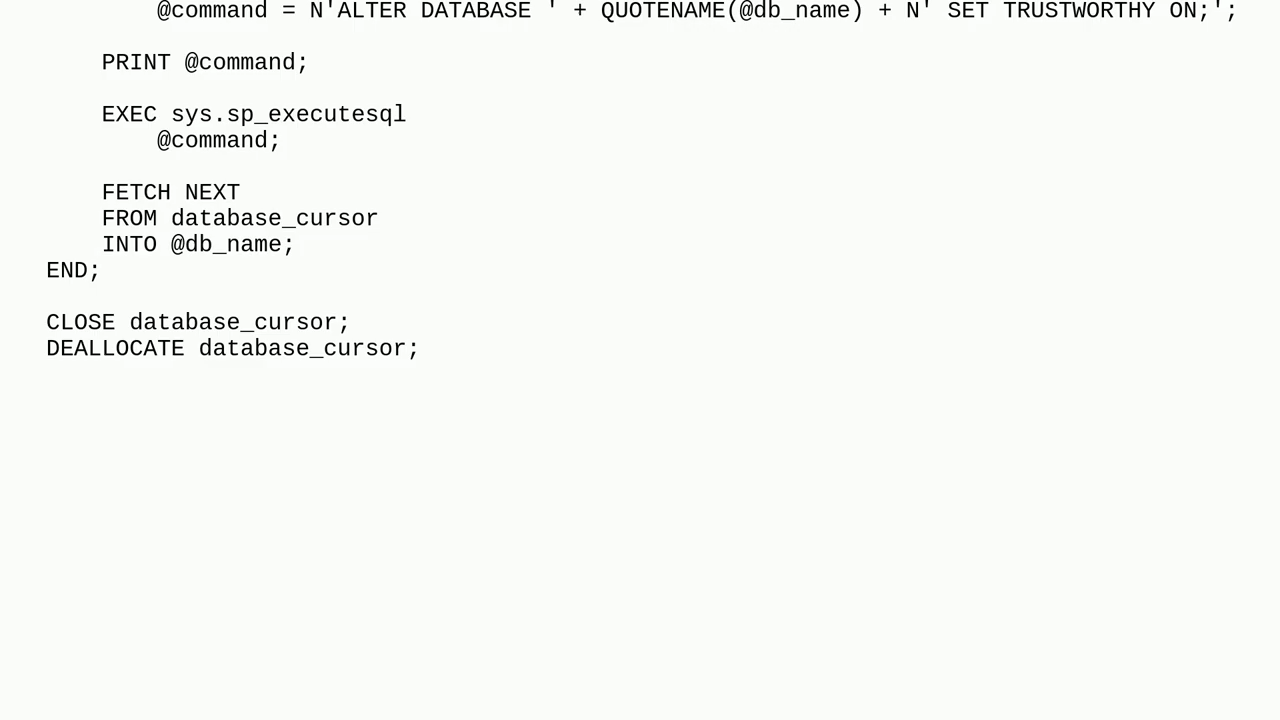 @command = N'ALTER DATABASE ' + QUOTENAME(@db_name) + N' SET TRUSTWORTHY ON;';
PRINT @command;
EXEC sys.sp_executesql
@command;
FETCH NEXT
FROM database_cursor
INTO @db_name;
END;
CLOSE database_cursor;
DEALLOCATE database_cursor;